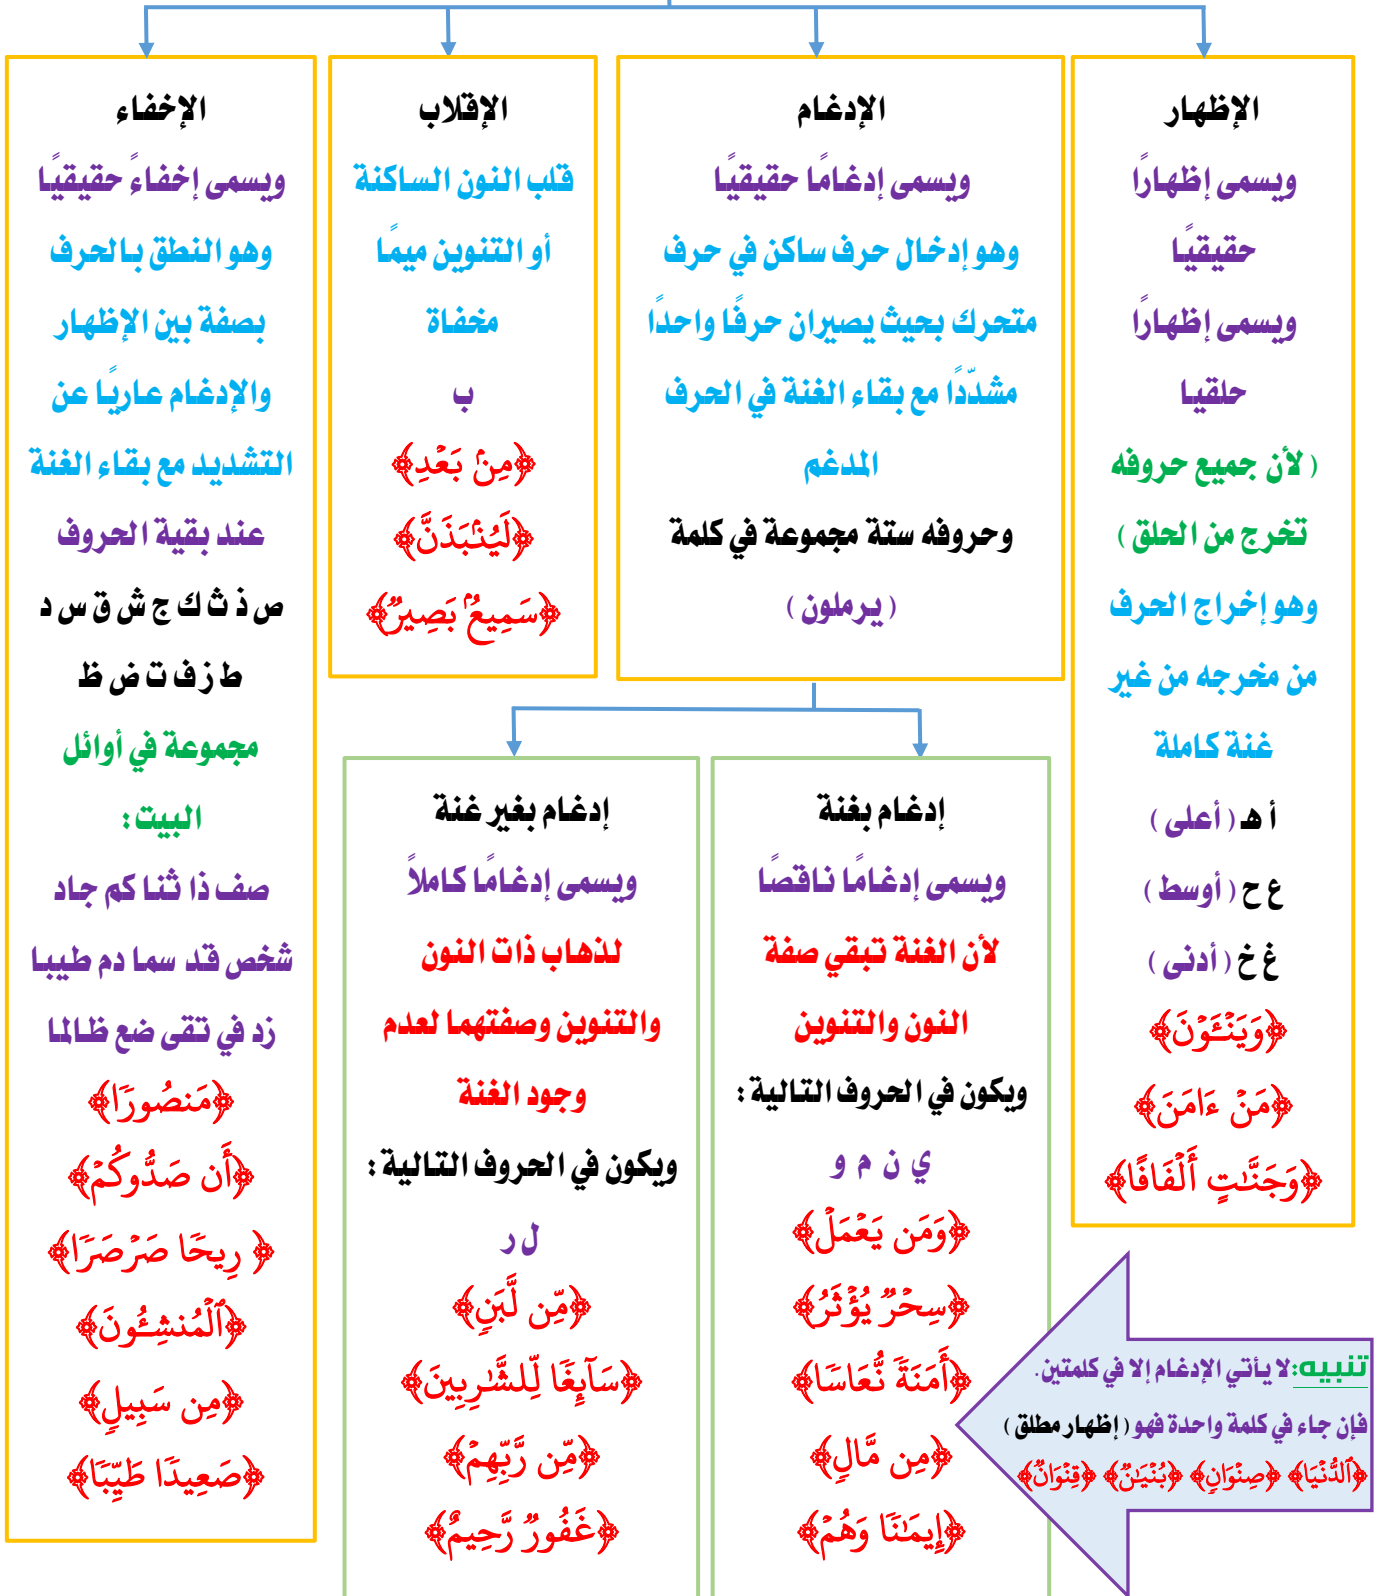 الإظهار
ويسمى إظهارًا
حقيقيًا
ويسمى إظهارًا
حلقيا
( لأن جميع حروفه
تخرج من الحلق )
وهو إخراج الحرف
من مخرجه من غير
غنة كاملة
أ هـ ( أعلى )
ع ح ( أوسط )
غ خ ( أدنى )
﴿وَيَنۡـَٔوۡنَ﴾
﴿مَنۡ ءَامَنَ﴾
﴿وَجَنَّٰتٍ أَلۡفَافًا﴾
الإدغام
ويسمى إدغامًا حقيقيًا
وهو إدخال حرف ساكن في حرف
متحرك بحيث يصيران حرفًا واحدًا
مشدّدًا مع بقاء الغنة في الحرف
المدغم
وحروفه ستة مجموعة في كلمة
( يرملون )
الإقلاب
قلب النون الساكنة
أو التنوين ميمًا
مخفاة
ب
﴿مِنۢ بَعۡدِ﴾
﴿لَيُنۢبَذَنَّ﴾
﴿سَمِيعُۢ بَصِيرٞ﴾
الإخفاء
ويسمى إخفاءً حقيقيًا
وهو النطق بالحرف
بصفة بين الإظهار
والإدغام عاريًا عن
التشديد مع بقاء الغنة
عند بقية الحروف
ص ذ ث ك ج ش ق س د
ط ز ف ت ض ظ
مجموعة في أوائل
البيت :
صف ذا ثنا كم جاد
شخص قد سما دم طيبا
زد في تقى ضع ظالما
﴿مَنصُورٗا﴾
﴿أَن صَدُّوكُمۡ﴾
﴿ رِيحٗا صَرۡصَرٗا﴾
﴿ٱلۡمُنشِـُٔونَ﴾
﴿مِن سَبِيلٖ﴾
﴿صَعِيدٗا طَيِّبٗا﴾
إدغام بغنة
ويسمى إدغامًا ناقصًا
لأن الغنة تبقي صفة
النون والتنوين
ويكون في الحروف التالية :
ي ن م و
﴿وَمَن يَعۡمَلۡ﴾
﴿سِحۡرٞ يُؤۡثَرُ﴾
﴿أَمَنَةٗ نُّعَاسٗا﴾
﴿مِن مَّالٖ﴾
﴿إِيمَٰنٗا وَهُمۡ﴾
إدغام بغير غنة
ويسمى إدغامًا كاملاً
لذهاب ذات النون
والتنوين وصفتهما لعدم
وجود الغنة
ويكون في الحروف التالية :
ل ر
﴿مِّن لَّبَنٖ﴾
﴿سَآئِغٗا لِّلشَّٰرِبِينَ﴾
﴿مِّن رَّبِّهِمۡ﴾
﴿غَفُورٞ رَّحِيمٞ﴾
تنبيه: لا يأتي الإدغام إلا في كلمتين.
فإن جاء في كلمة واحدة فهو ( إظهار مطلق )
﴿ٱلدُّنۡيَا﴾ ﴿صِنۡوَانٖ﴾ ﴿بُنۡيَٰنٞ﴾ ﴿قِنۡوَانٞ﴾